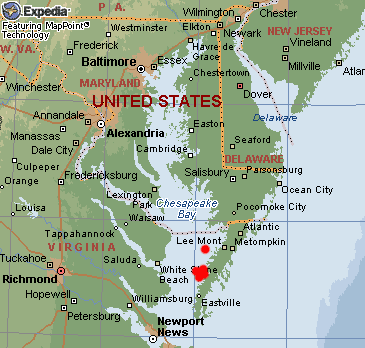 Expedia
Featuring MapPoint
Technology
P A.
Wilmington
Chester
Westminster
Elkton
Newark
NEW JERSEY
W. VA.
Frederick
Havre de
Grace
Vineland
Baltimore
Essex
Millville
Atlanti
Winchester
MARYLAND
Chestertown
Dover
UNITED STATES
Annandale
Delaware
Manassas
Alexandria
Easton
Dale City
Seaford
Cambridge
DELAWARE
Culpeper
Salisbury
Parsonsburg
Orange
Fredericksburg
Ocean City
Lexington
Park
Chesapeake
Bay
Louisa
Warsaw
Pocomoke City
Tappahannock
Lee Mont
Atlantic
VIRGINIA
Metompkin
Tuckahoe
Saluda
White Stone
Beach
Richmond
Hopewell
Williamsburg
Eastville
Petersburg
Newport
News